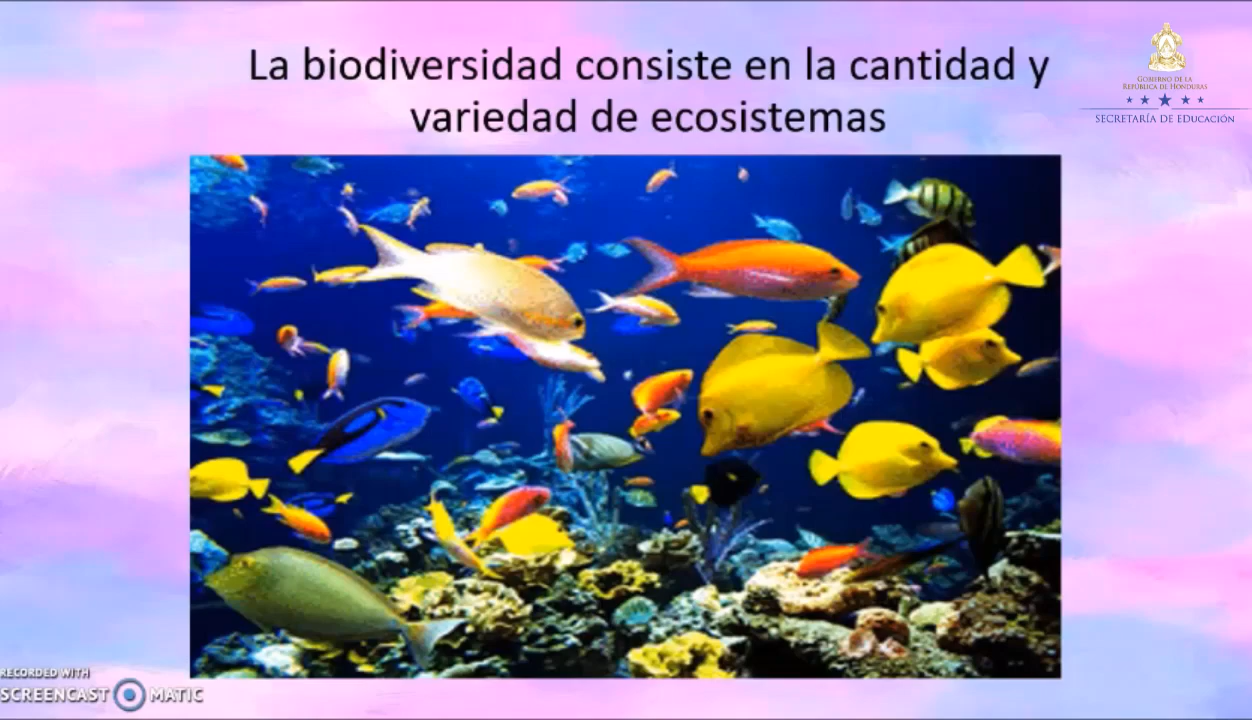 La biodiversidad consiste en la cantidad y
variedad de ecosistemas
GOBIERNO DE LA
REPÚBLICA DE HONDURAS
SECRETARÍA DE EDUCACIÓN
RECORDED WITH
SCREENCAST MATIC